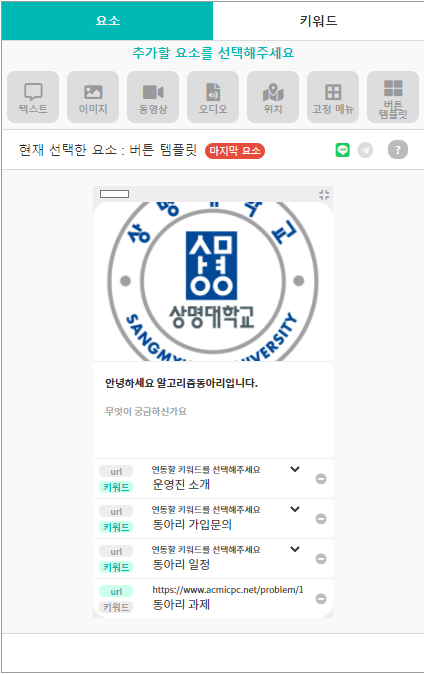 요소
키워드
추가할 요소를 선택해주세요
텍스트
이미지
동영상
오디오
위치
고정 메뉴
버튼
템플릿
현재 선택한 요소 : 버튼 템플릿
마지막 요소
LINE
?
상명대학교
상명
상명대학교
SANGMYUNG UNIVERSITY
안녕하세요 알고리즘동아리입니다.
무엇이 궁금하신가요
url
연동할 키워드를 선택해주세요
키워드
운영진 소개
url
연동할 키워드를 선택해주세요
키워드
동아리 가입문의
url
연동할 키워드를 선택해주세요
키워드
동아리 일정
url
https://www.acmicpc.net/problem/1
키워드
동아리 과제